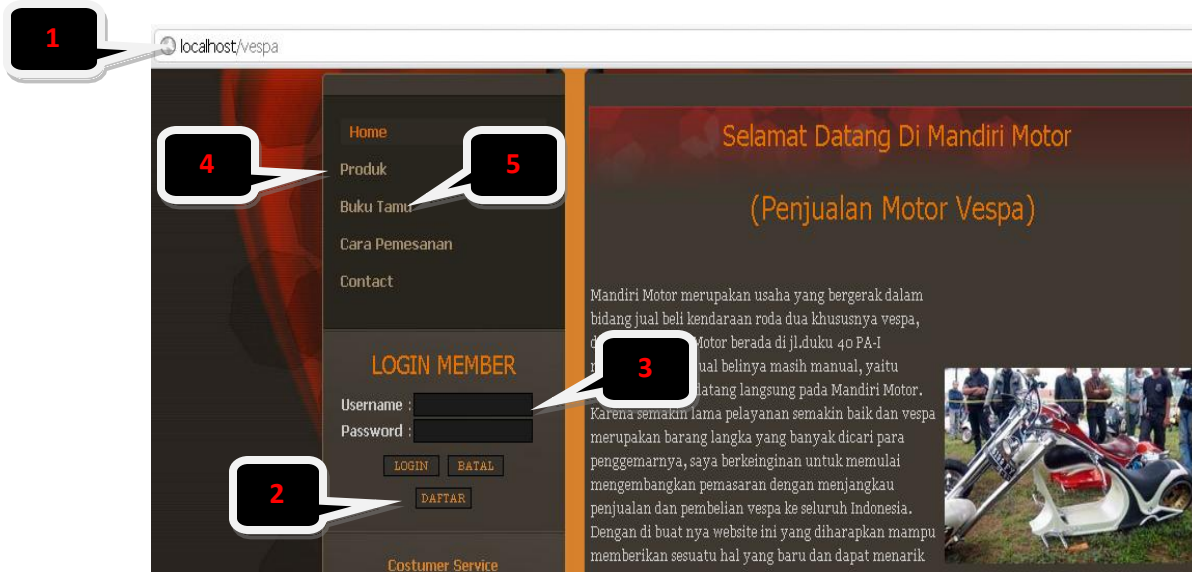 1
localhost/vespa
Home
4
Produk
5
Buku Tamu
Cara Pemesanan
Contact
LOGIN MEMBER
Username :
Password :
3
LOGIN BATAL
2
DAFTAR
Costumer Service
Selamat Datang Di Mandiri Motor
(Penjualan Motor Vespa)
Mandiri Motor merupakan usaha yang bergerak dalam
bidang jual beli kendaraan roda dua khususnya vespa,
Motor berada di jl.duku 40 PA-I
belinya masih manual, yaitu
datang langsung pada Mandiri Motor.
Karena semakin lama pelayanan semakin baik dan vespa
merupakan barang langka yang banyak dicari para
penggemarnya, saya berkeinginan untuk memulai
mengembangkan pemasaran dengan menjangkau
penjualan dan pembelian vespa ke seluruh Indonesia.
Dengan di buat nya website ini yang diharapkan mampu
memberikan sesuatu hal yang baru dan dapat menarik